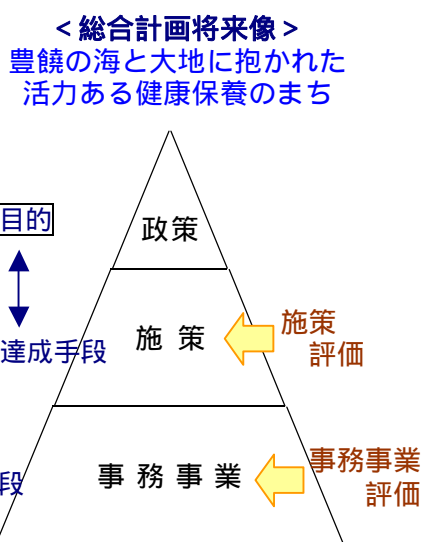 ＜総合計画将来像＞
豊饒の海と大地に抱かれた
活力ある健康保養のまち
目的
政策
達成手段
施策
施策
評価
段
事務事業
事務事業
評価